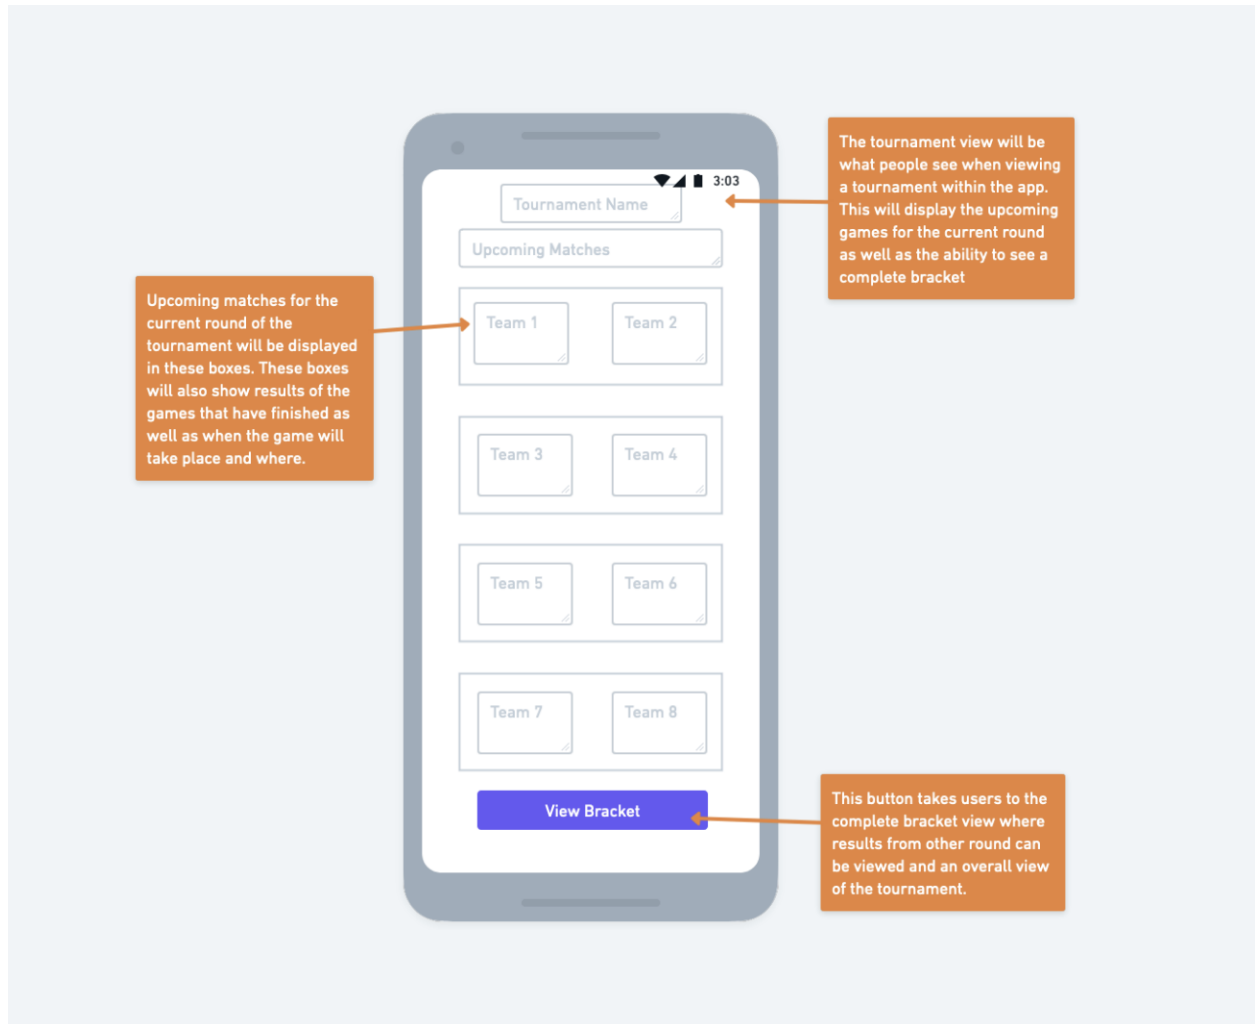 3:03
Tournament Name
Upcoming Matches
Team 1
Team 2
Team 3
Team 4
Team 5
Team 6
Team 7
Team 8
View Bracket
The tournament view will be
what people see when viewing
a tournament within the app.
This will display the upcoming
games for the current round
as well as the ability to see a
complete bracket
Upcoming matches for the
current round of the
tournament will be displayed
in these boxes. These boxes
will also show results of the
games that have finished as
well as when the game will
take place and where.
This button takes users to the
complete bracket view where
results from other round can
be viewed and an overall view
of the tournament.